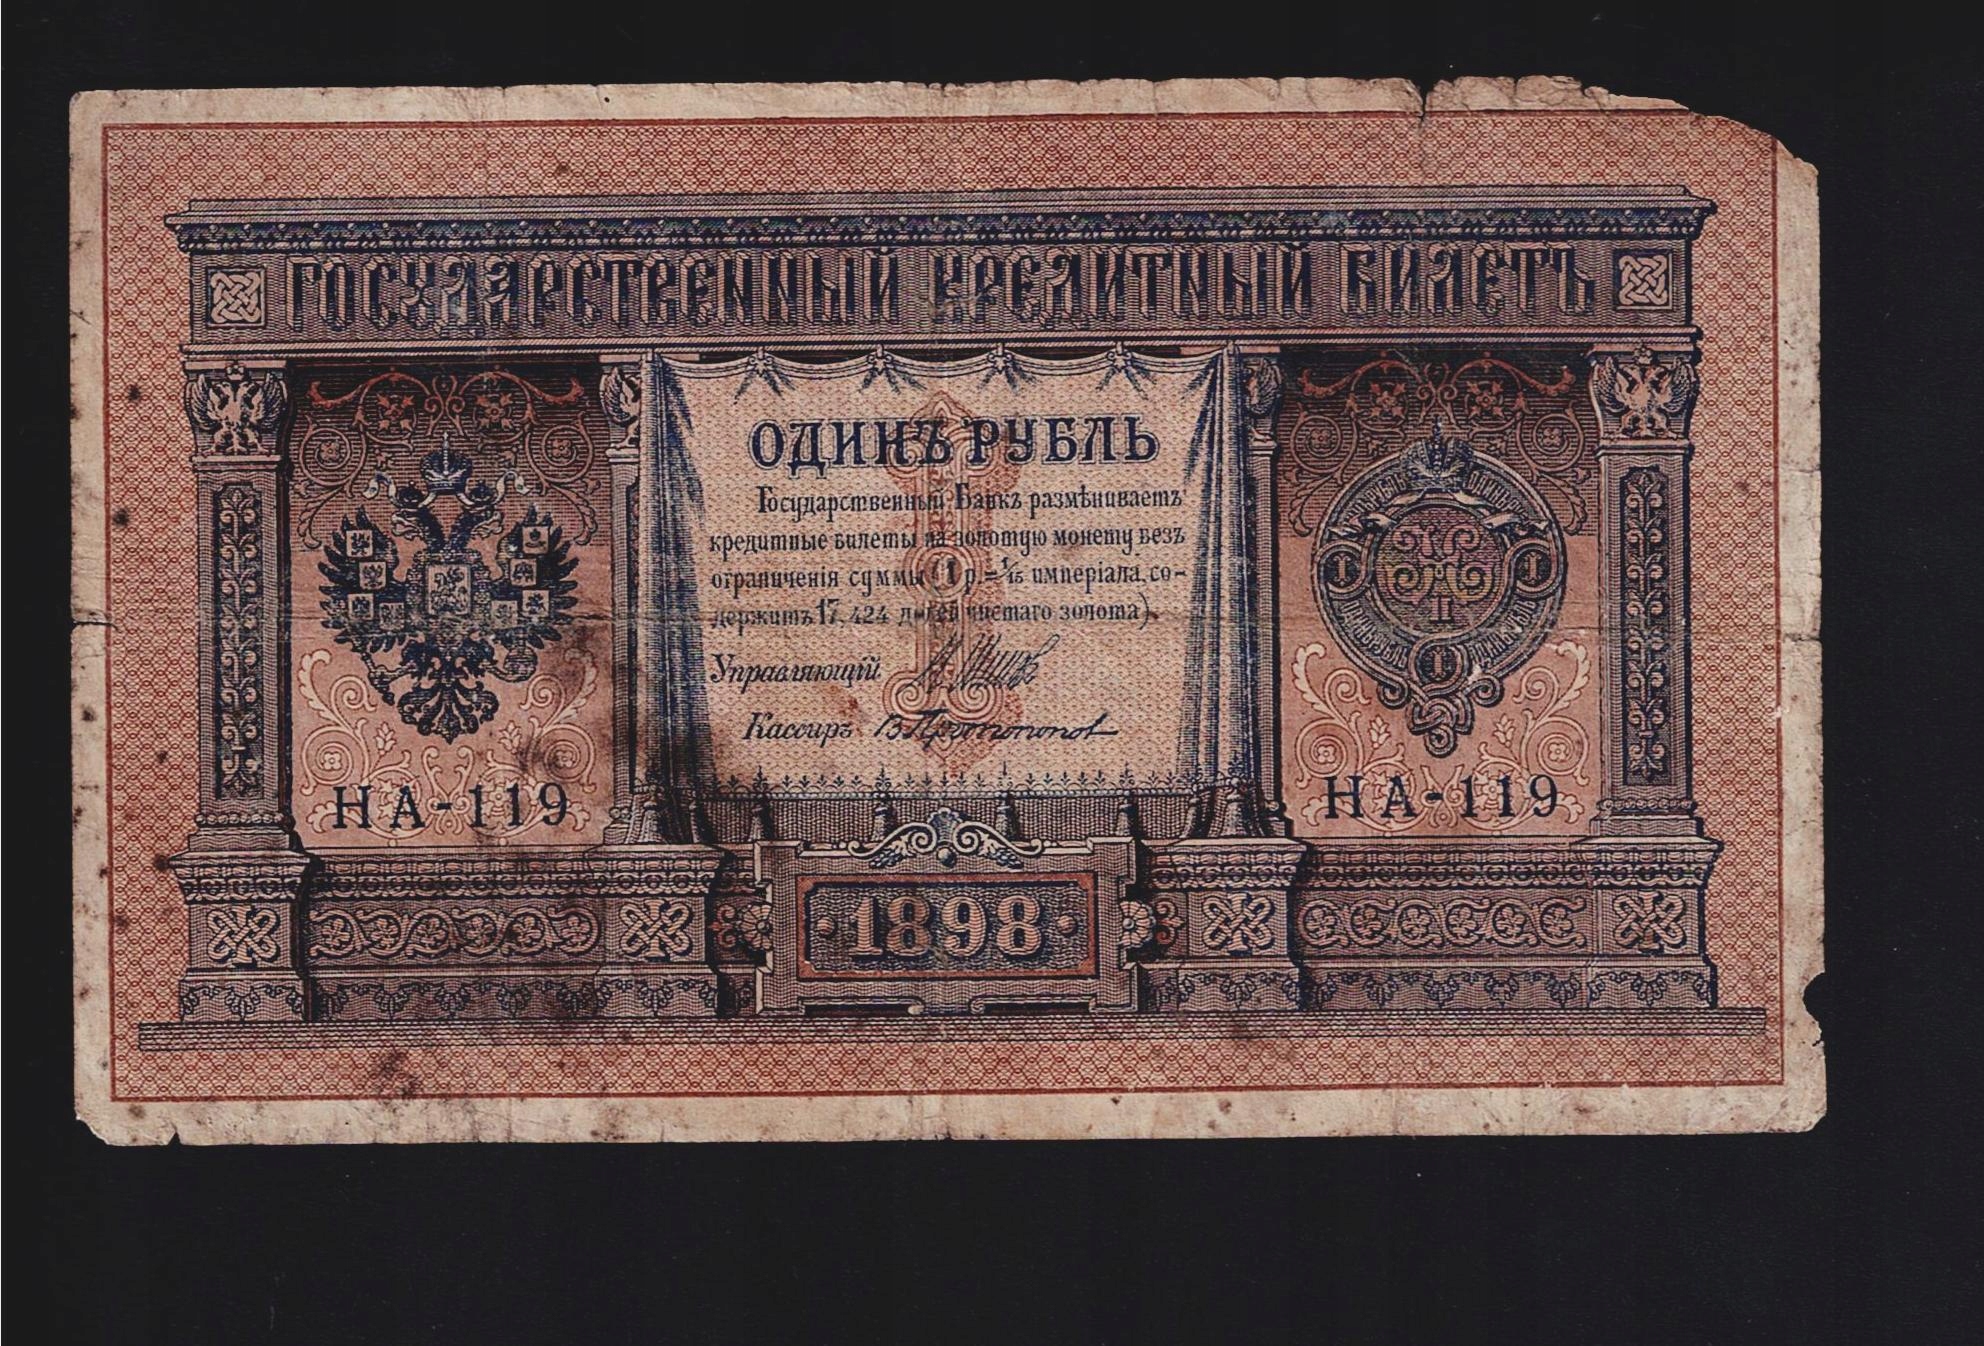 ГОСУДАРСТВЕННЫЙ КРЕДИТНЫЙ БИЛЕТЪ
ОДИНЪ РУБЛЬ
Государственный Банкъ размѣниваетъ
кредитные билеты на золотую монету безъ
ограниченія суммы (1 р.=1/15 имперіала, со-
держитъ 17,424 долей чистаго золота).
Управляющій
Кассиръ В. Протопопов
НА-119
НА-119
1898